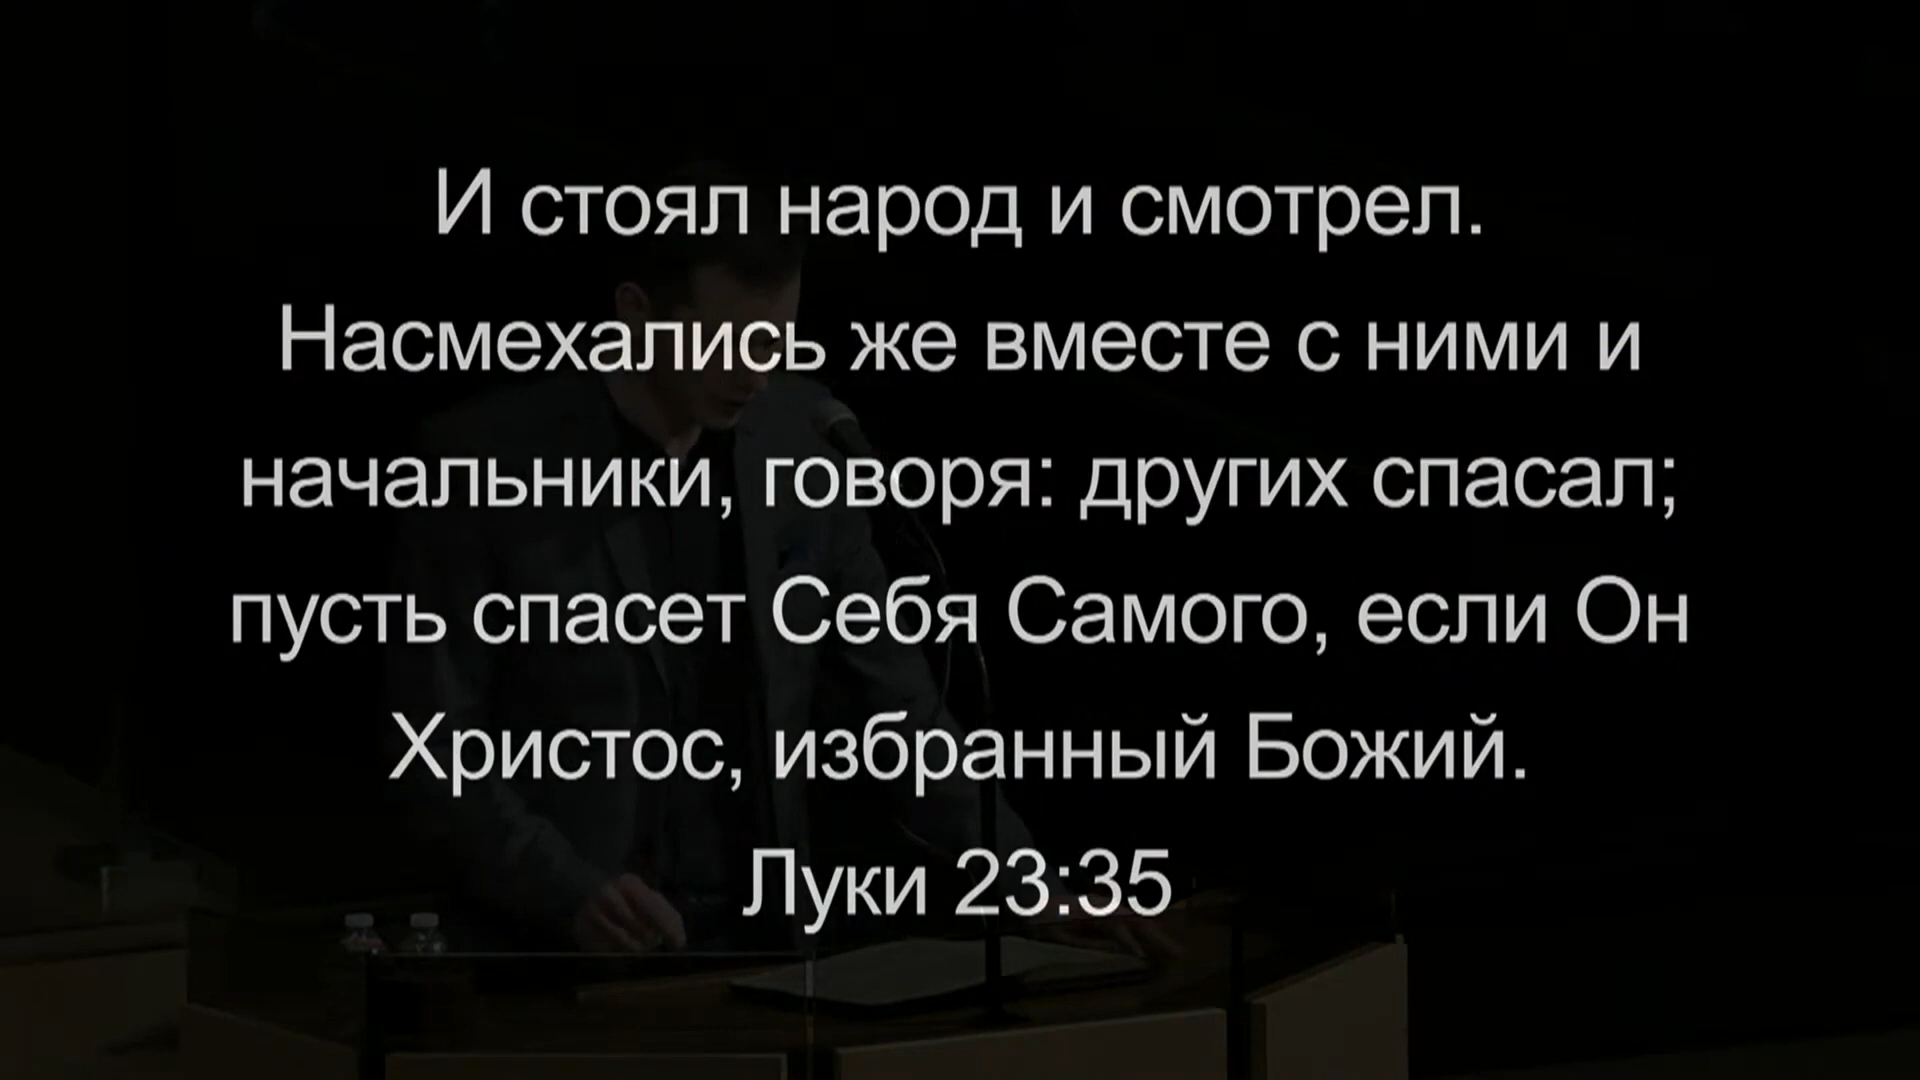 И стоял народ и смотрел.
Насмехались же вместе с ними и
начальники, говоря: других спасал;
пусть спасет Себя Самого, если Он
Христос, избранный Божий.
Луки 23:35